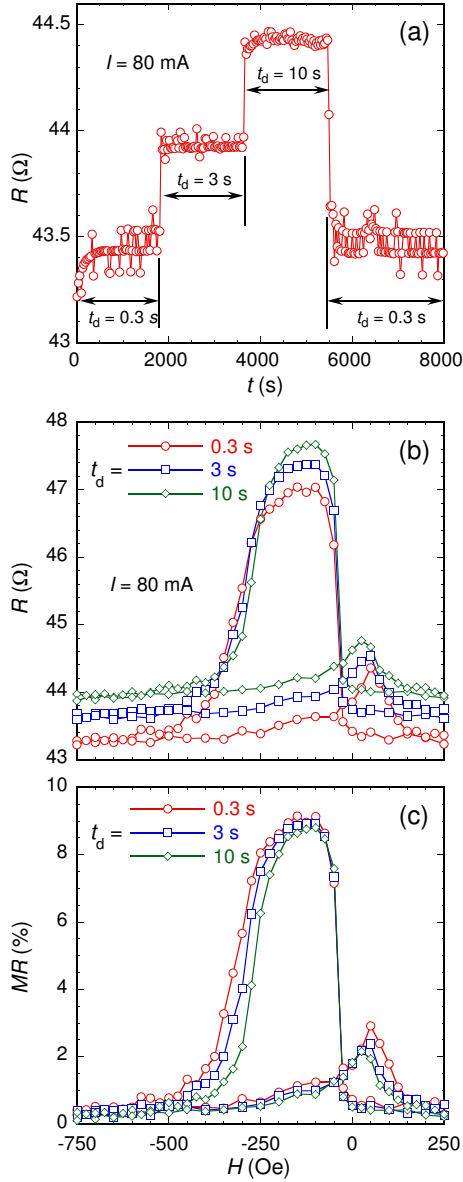 44.5
(a)
I = 80 mA
t_d = 10 s
44
R (Ω)
t_d = 3 s
43.5
t_d = 0.3 s
t_d = 0.3 s
43
0 2000 4000 6000 8000
t (s)
48
(b)
0.3 s
t_d = 3 s
47
10 s
46
R (Ω)
I = 80 mA
45
44
43
10
(c)
0.3 s
t_d = 3 s
8
10 s
6
MR (%)
4
2
0
-750 -500 -250 0 250
H (Oe)